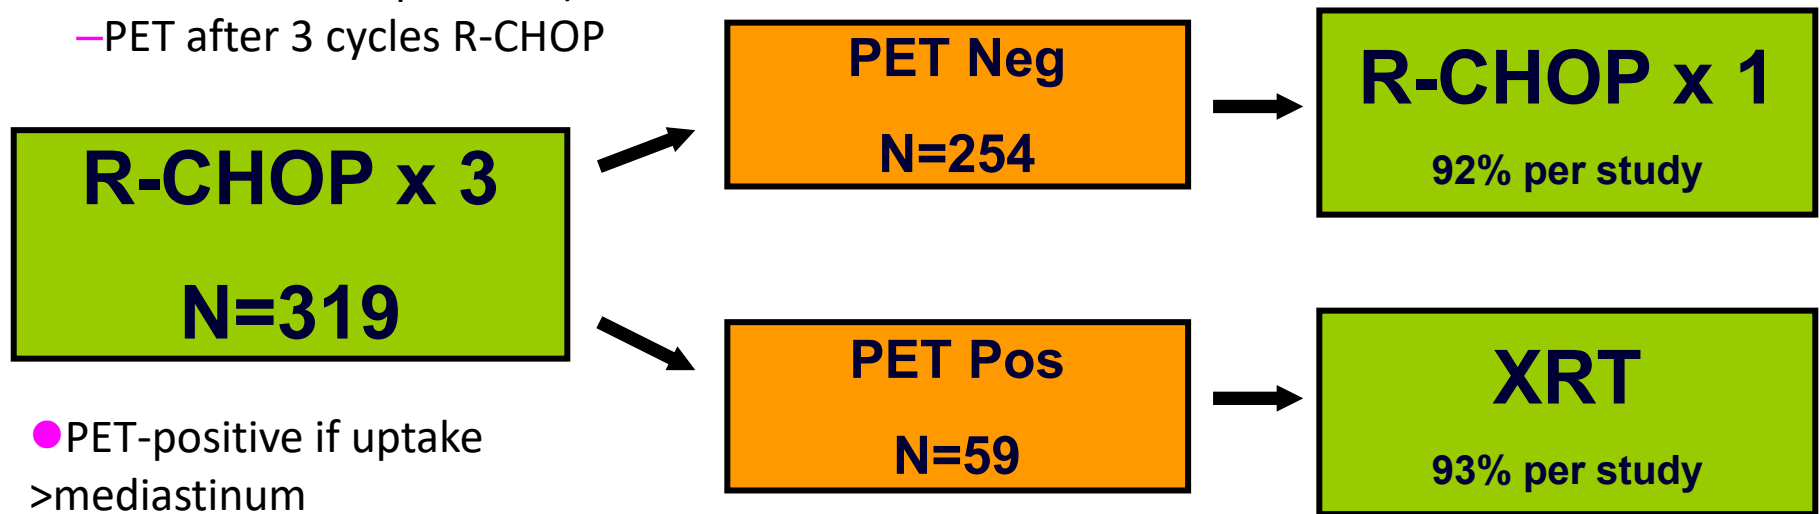 –PET after 3 cycles R-CHOP
R-CHOP x 3
N=319
PET Neg
N=254
R-CHOP x 1
92% per study
PET Pos
N=59
XRT
93% per study
●PET-positive if uptake
>mediastinum